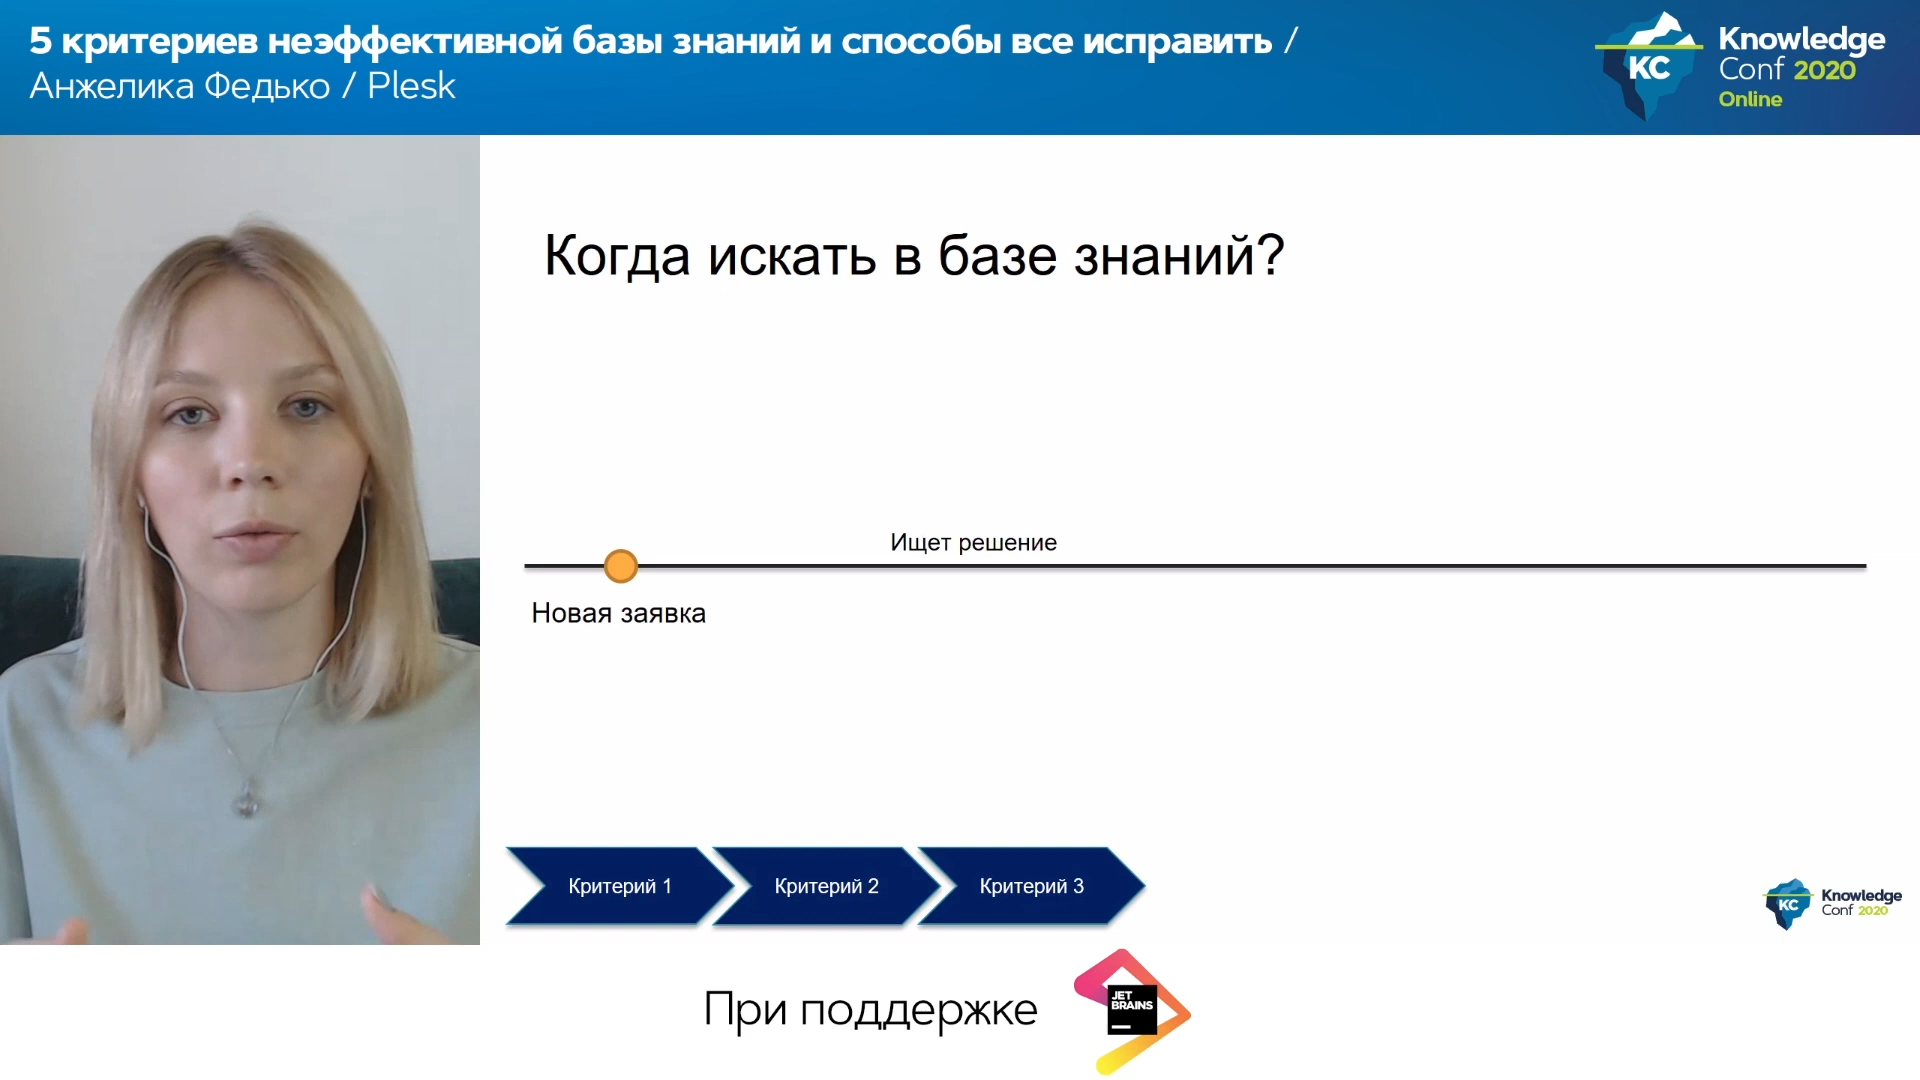 5 критериев неэффективной базы знаний и способы все исправить /
Анжелика Федько / Plesk
KC
Knowledge
Conf 2020
Online
Когда искать в базе знаний?
Ищет решение
Новая заявка
Критерий 1
Критерий 2
Критерий 3
KC
Knowledge
Conf 2020
При поддержке
JET
BRAINS